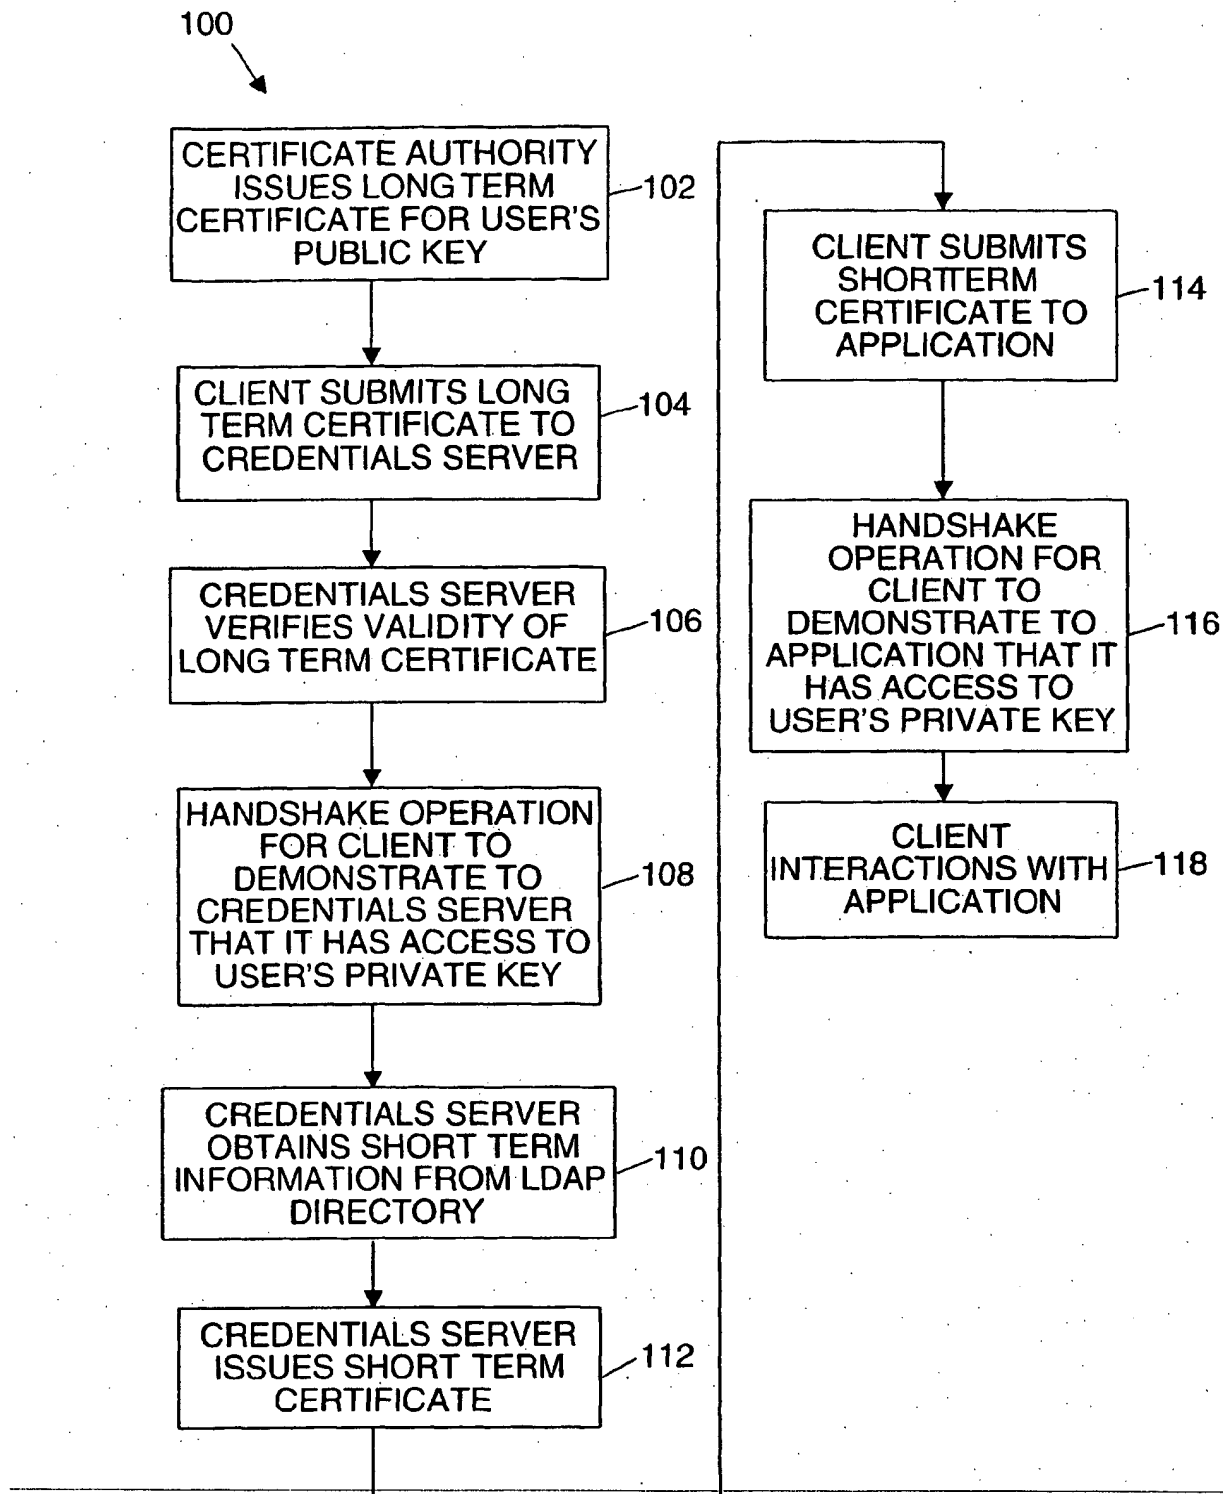 100
CERTIFICATE AUTHORITY
ISSUES LONG TERM
CERTIFICATE FOR USER'S
PUBLIC KEY
102
CLIENT SUBMITS LONG
TERM CERTIFICATE TO
CREDENTIALS SERVER
104
CREDENTIALS SERVER
VERIFIES VALIDITY OF
LONG TERM CERTIFICATE
106
HANDSHAKE OPERATION
FOR CLIENT TO
DEMONSTRATE TO
CREDENTIALS SERVER
THAT IT HAS ACCESS TO
USER'S PRIVATE KEY
108
CREDENTIALS SERVER
OBTAINS SHORT TERM
INFORMATION FROM LDAP
DIRECTORY
110
CREDENTIALS SERVER
ISSUES SHORT TERM
CERTIFICATE
112
CLIENT SUBMITS
SHORT TERM
CERTIFICATE TO
APPLICATION
114
HANDSHAKE
OPERATION FOR
CLIENT TO
DEMONSTRATE TO
APPLICATION THAT IT
HAS ACCESS TO
USER'S PRIVATE KEY
116
CLIENT
INTERACTIONS WITH
APPLICATION
118